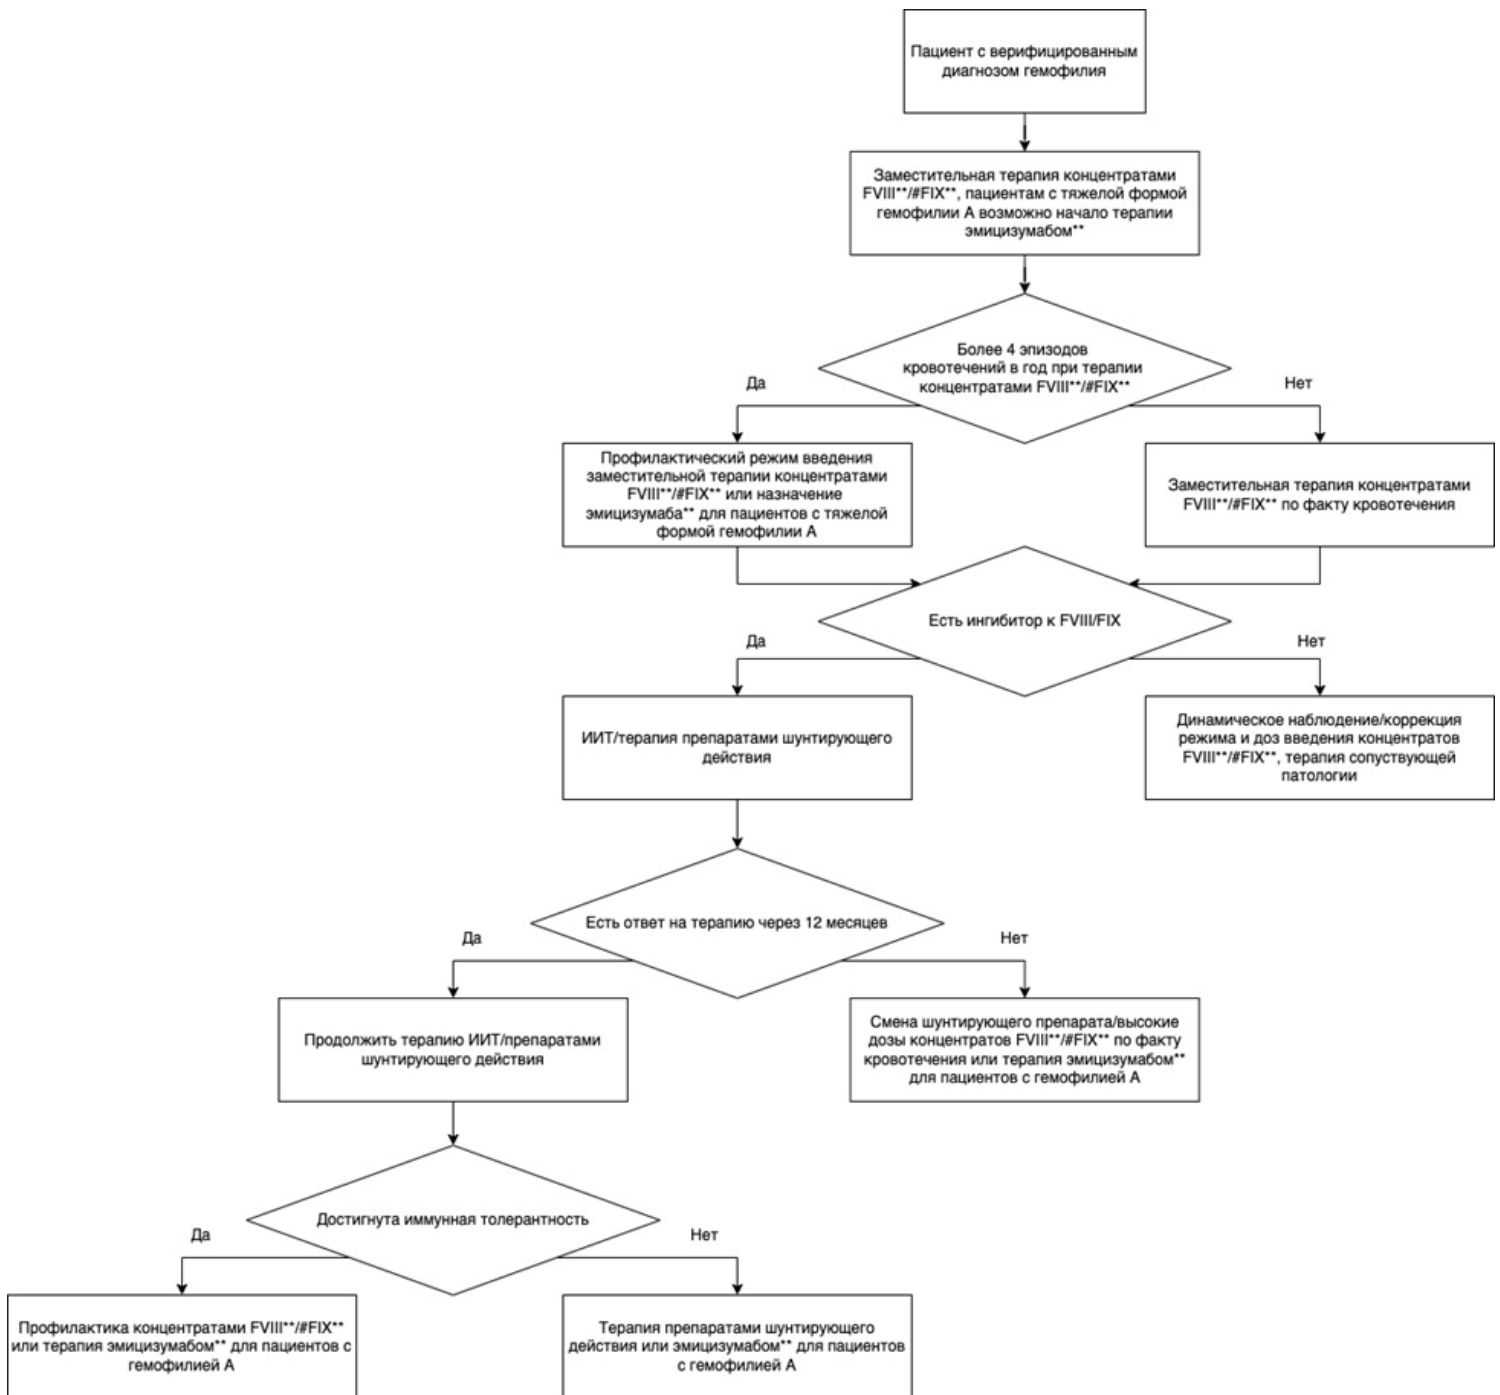 Пациент с верифицированным
диагнозом гемофилия
Заместительная терапия концентратами
FVIII**/#FIX**, пациентам с тяжелой формой
гемофилии А возможно начало терапии
эмицизумабом**
Более 4 эпизодов
кровотечений в год при терапии
концентратами FVIII**/#FIX**
Да
Нет
Профилактический режим введения
заместительной терапии концентратами
FVIII**/#FIX** или назначение
эмицизумаба** для пациентов с тяжелой
формой гемофилии А
Заместительная терапия концентратами
FVIII**/#FIX** по факту кровотечения
Есть ингибитор к FVIII/FIX
Да
Нет
ИИТ/терапия препаратами шунтирующего
действия
Динамическое наблюдение/коррекция
режима и доз введения концентратов
FVIII**/#FIX**, терапия сопуствующей
патологии
Есть ответ на терапию через 12 месяцев
Да
Нет
Продолжить терапию ИИТ/препаратами
шунтирующего действия
Смена шунтирующего препарата/высокие
дозы концентратов FVIII**/#FIX** по факту
кровотечения или терапия эмицизумабом**
для пациентов с гемофилией А
Достигнута иммунная толерантность
Да
Нет
Профилактика концентратами FVIII**/#FIX**
или терапия эмицизумабом** для пациентов с
гемофилией А
Терапия препаратами шунтирующего
действия или эмицизумабом** для пациентов
с гемофилией А